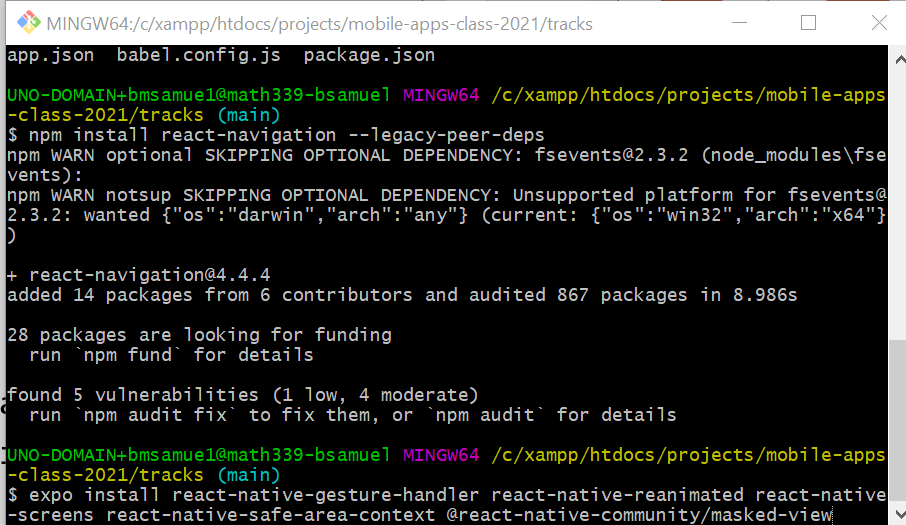 MINGW64:/c/xampp/htdocs/projects/mobile-apps-class-2021/tracks
app.json  babel.config.js  package.json
UNO-DOMAIN+bmsamuel@math339-bsamuel MINGW64 /c/xampp/htdocs/projects/mobile-apps
-class-2021/tracks (main)
$ npm install react-navigation --legacy-peer-deps
npm WARN optional SKIPPING OPTIONAL DEPENDENCY: fsevents@2.3.2 (node_modules\fse
vents):
npm WARN notsup SKIPPING OPTIONAL DEPENDENCY: Unsupported platform for fsevents@
2.3.2: wanted {"os":"darwin","arch":"any"} (current: {"os":"win32","arch":"x64"}
)
+ react-navigation@4.4.4
added 14 packages from 6 contributors and audited 867 packages in 8.986s
28 packages are looking for funding
  run `npm fund` for details
found 5 vulnerabilities (1 low, 4 moderate)
  run `npm audit fix` to fix them, or `npm audit` for details
UNO-DOMAIN+bmsamuel@math339-bsamuel MINGW64 /c/xampp/htdocs/projects/mobile-apps
-class-2021/tracks (main)
$ expo install react-native-gesture-handler react-native-reanimated react-native
-screens react-native-safe-area-context @react-native-community/masked-view